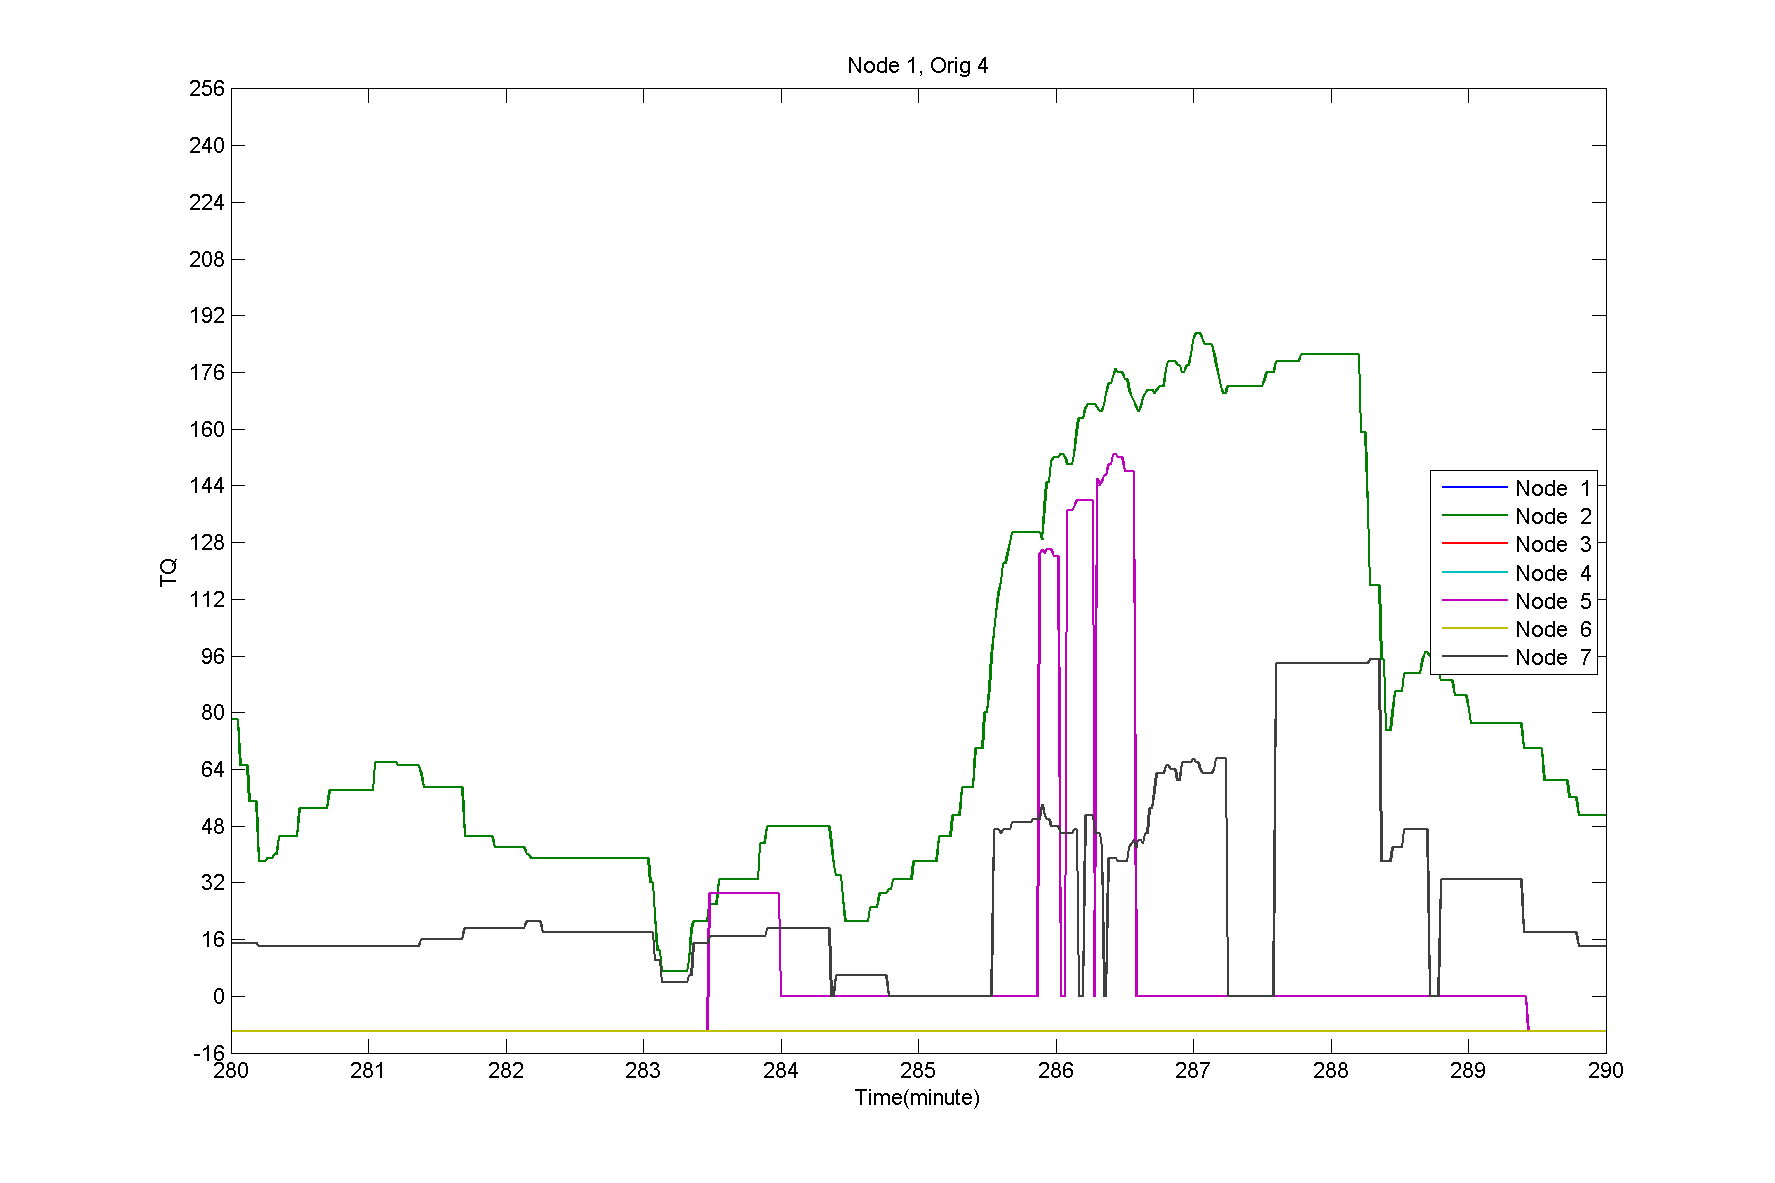 Node 1, Orig 4
256
240
224
208
192
176
160
144
128
112
96
80
64
48
32
16
0
-16
TQ
Node 1
Node 2
Node 3
Node 4
Node 5
Node 6
Node 7
280 281 282 283 284 285 286 287 288 289 290
Time(minute)